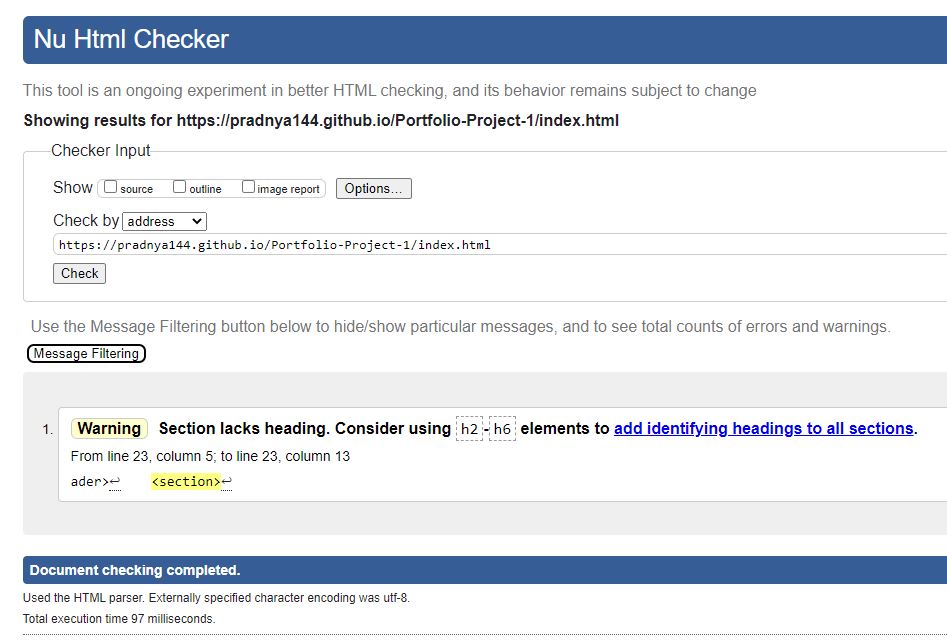 Nu Html Checker
This tool is an ongoing experiment in better HTML checking, and its behavior remains subject to change
Showing results for https://pradnya144.github.io/Portfolio-Project-1/index.html
Checker Input
Show source outline image report Options...
Check by address
https://pradnya144.github.io/Portfolio-Project-1/index.html
Check
Use the Message Filtering button below to hide/show particular messages, and to see total counts of errors and warnings.
Message Filtering
1. Warning Section lacks heading. Consider using h2-h6 elements to add identifying headings to all sections.
From line 23, column 5; to line 23, column 13
ader>↩ <section>↩
Document checking completed.
Used the HTML parser. Externally specified character encoding was utf-8.
Total execution time 97 milliseconds.